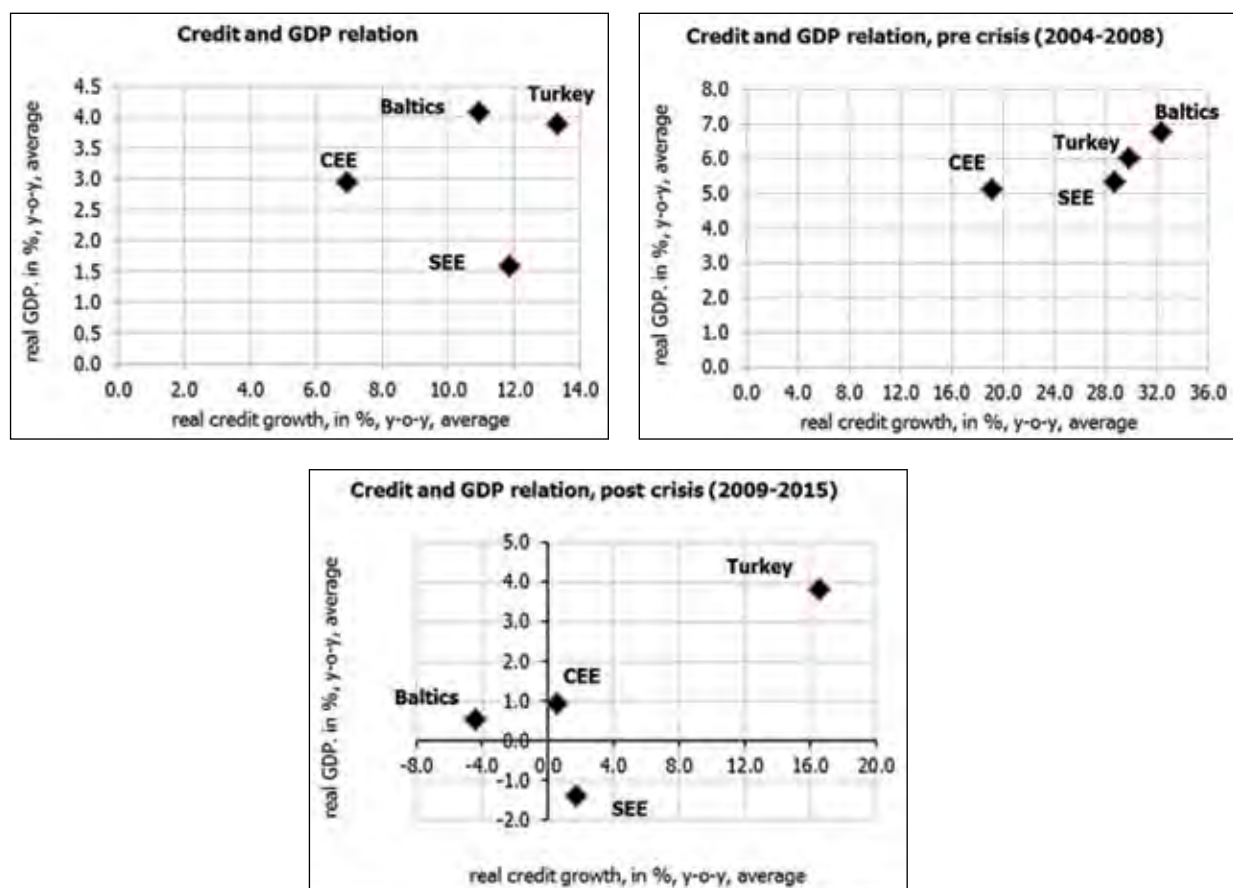 Credit and GDP relation
real GDP. in %, y-o-y, average
4.5
4.0
3.5
3.0
2.5
2.0
1.5
1.0
0.5
0.0
Baltics
Turkey
CEE
SEE
0.0 2.0 4.0 6.0 8.0 10.0 12.0 14.0
real credit growth, in %, y-o-y, average
Credit and GDP relation, pre crisis (2004-2008)
real GDP. in %, y-o-y, average
8.0
7.0
6.0
5.0
4.0
3.0
2.0
1.0
0.0
Baltics
Turkey
CEE
SEE
0.0 4.0 8.0 12.0 16.0 20.0 24.0 28.0 32.0 36.0
real credit growth, in %, y-o-y, average
Credit and GDP relation, post crisis (2009-2015)
real GDP. in %, y-o-y, average
5.0
4.0
3.0
2.0
1.0
0.0
-1.0
-2.0
Turkey
CEE
Baltics
-8.0 -4.0 0.0 4.0 8.0 12.0 16.0 20.0
SEE
real credit growth, in %, y-o-y, average